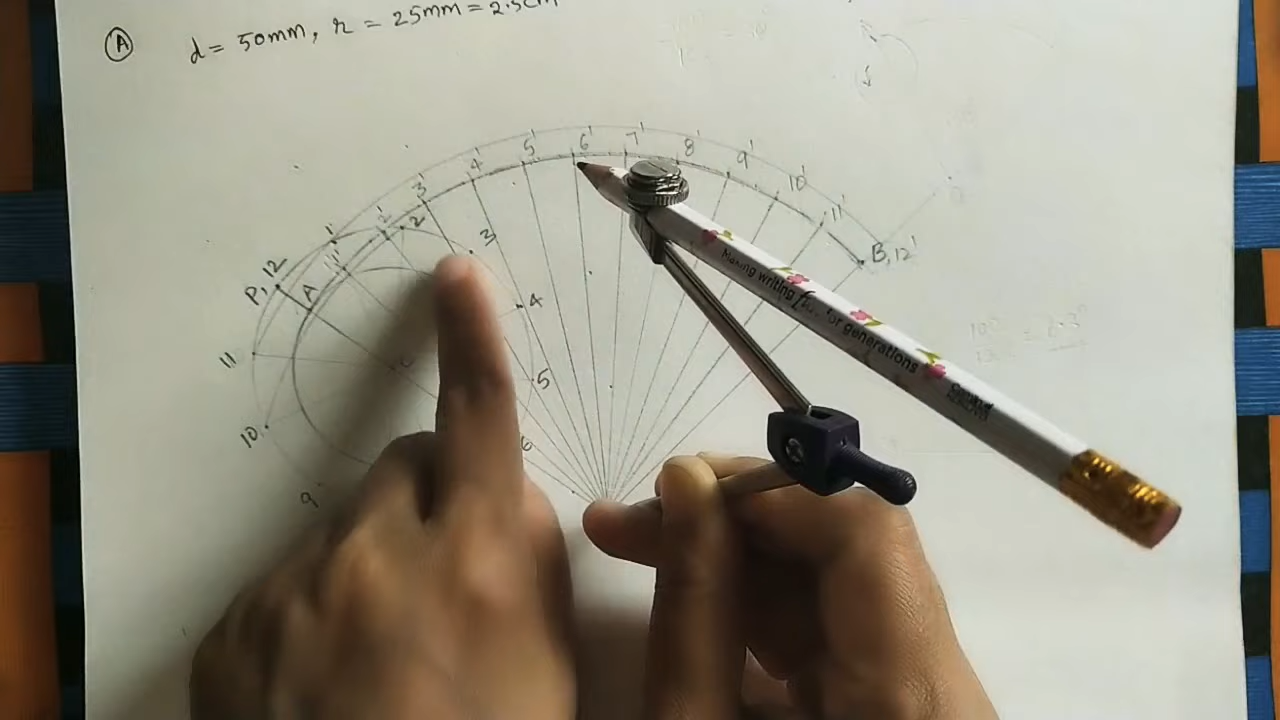 A d = 50mm, r = 25mm = 2.5cm
1' 2' 3' 4' 5' 6' 7' 8' 9' 10' 11'
P, 12
1'
2
3
A
B, 12'
4
11
C
5
10
6
9
Making writing fun for generations